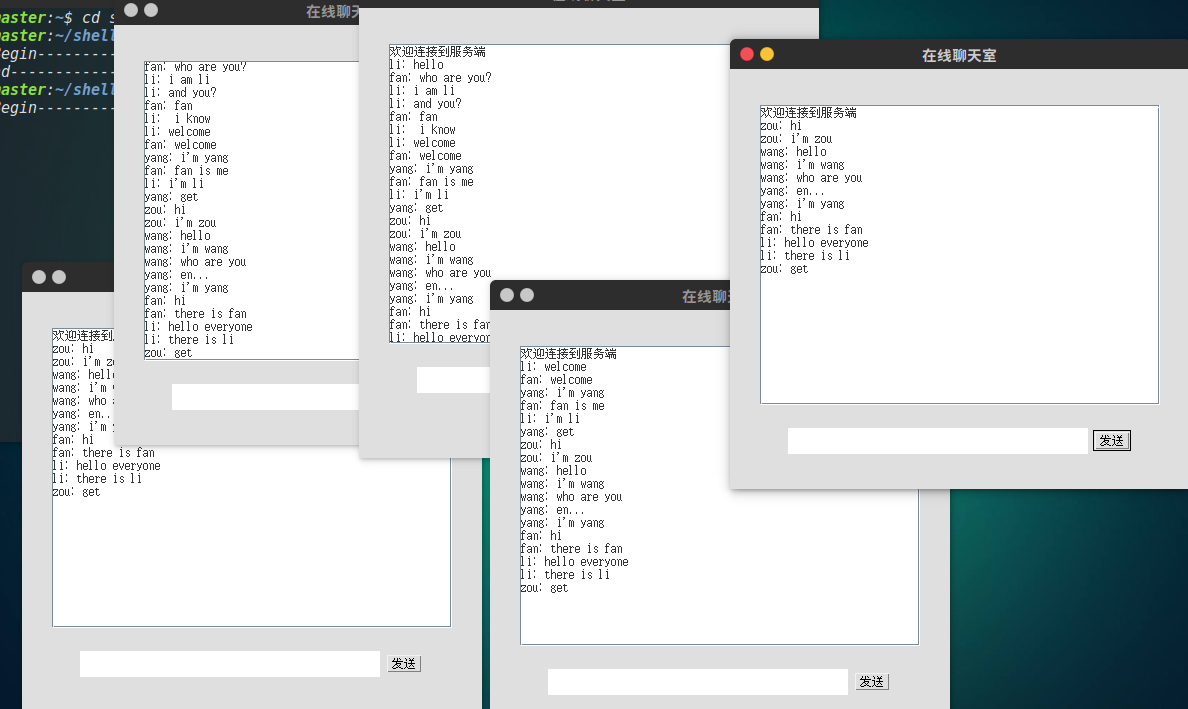 aster:~$ cd s
aster:~/shell
egin---------
d------------
aster:~/shell
egin---------
在线聊天
fan: who are you?
li: i am li
li: and you?
fan: fan
li:  i know
li: welcome
fan: welcome
yang: i'm yang
fan: fan is me
li: i'm li
yang: get
zou: hi
zou: i'm zou
wang: hello
wang: i'm wang
wang: who are you
yang: en...
yang: i'm yang
fan: hi
fan: there is fan
li: hello everyone
li: there is li
zou: get
欢迎连接到服务端
li: hello
fan: who are you?
li: i am li
li: and you?
fan: fan
li:  i know
li: welcome
fan: welcome
yang: i'm yang
fan: fan is me
li: i'm li
yang: get
zou: hi
zou: i'm zou
wang: hello
wang: i'm wang
wang: who are you
yang: en...
yang: i'm yang
fan: hi
fan: there is fan
li: hello everyon
在线聊天室
欢迎连接到服务端
zou: hi
zou: i'm zou
wang: hello
wang: i'm wang
wang: who are you
yang: en...
yang: i'm yang
fan: hi
fan: there is fan
li: hello everyone
li: there is li
zou: get
发送
欢迎连接到
zou: hi
zou: i'm zo
wang: hell
wang: i'm
wang: who
yang: en..
yang: i'm
fan: hi
fan: there is fan
li: hello everyone
li: there is li
zou: get
发送
在线聊天
欢迎连接到服务端
li: welcome
fan: welcome
yang: i'm yang
fan: fan is me
li: i'm li
yang: get
zou: hi
zou: i'm zou
wang: hello
wang: i'm wang
wang: who are you
yang: en...
yang: i'm yang
fan: hi
fan: there is fan
li: hello everyone
li: there is li
zou: get
发送